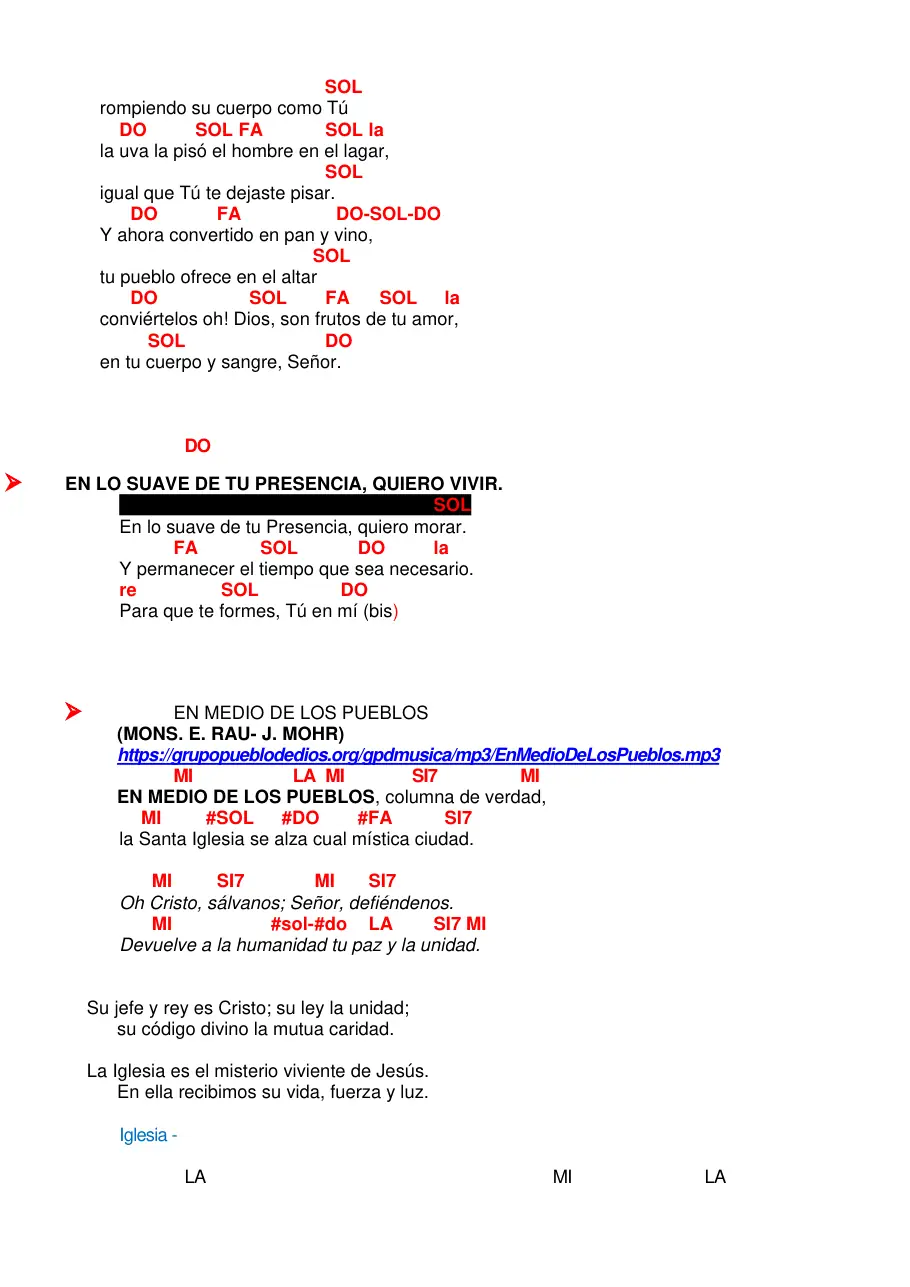 SOL
rompiendo su cuerpo como Tú
DO SOL FA SOL la
la uva la pisó el hombre en el lagar,
SOL
igual que Tú te dejaste pisar.
DO FA DO-SOL-DO
Y ahora convertido en pan y vino,
SOL
tu pueblo ofrece en el altar
DO SOL FA SOL la
conviértelos oh! Dios, son frutos de tu amor,
SOL DO
en tu cuerpo y sangre, Señor.
DO
EN LO SUAVE DE TU PRESENCIA, QUIERO VIVIR.
SOL
En lo suave de tu Presencia, quiero morar.
FA SOL DO la
Y permanecer el tiempo que sea necesario.
re SOL DO
Para que te formes, Tú en mí (bis)
EN MEDIO DE LOS PUEBLOS
(MONS. E. RAU- J. MOHR)
https://grupopueblodedios.org/gpdmusica/mp3/EnMedioDeLosPueblos.mp3
MI LA MI SI7 MI
EN MEDIO DE LOS PUEBLOS, columna de verdad,
MI #SOL #DO #FA SI7
la Santa Iglesia se alza cual mística ciudad.
MI SI7 MI SI7
Oh Cristo, sálvanos; Señor, defiéndenos.
MI #sol-#do LA SI7 MI
Devuelve a la humanidad tu paz y la unidad.
Su jefe y rey es Cristo; su ley la unidad;
su código divino la mutua caridad.
La Iglesia es el misterio viviente de Jesús.
En ella recibimos su vida, fuerza y luz.
Iglesia -
LA MI LA